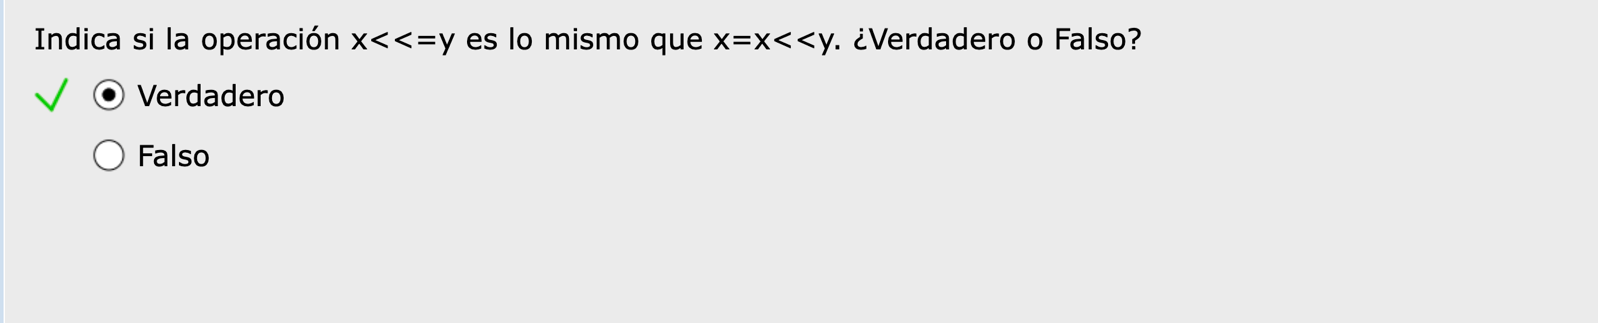 Indica si la operación x<<=y es lo mismo que x=x<<y. ¿Verdadero o Falso?
Verdadero
Falso